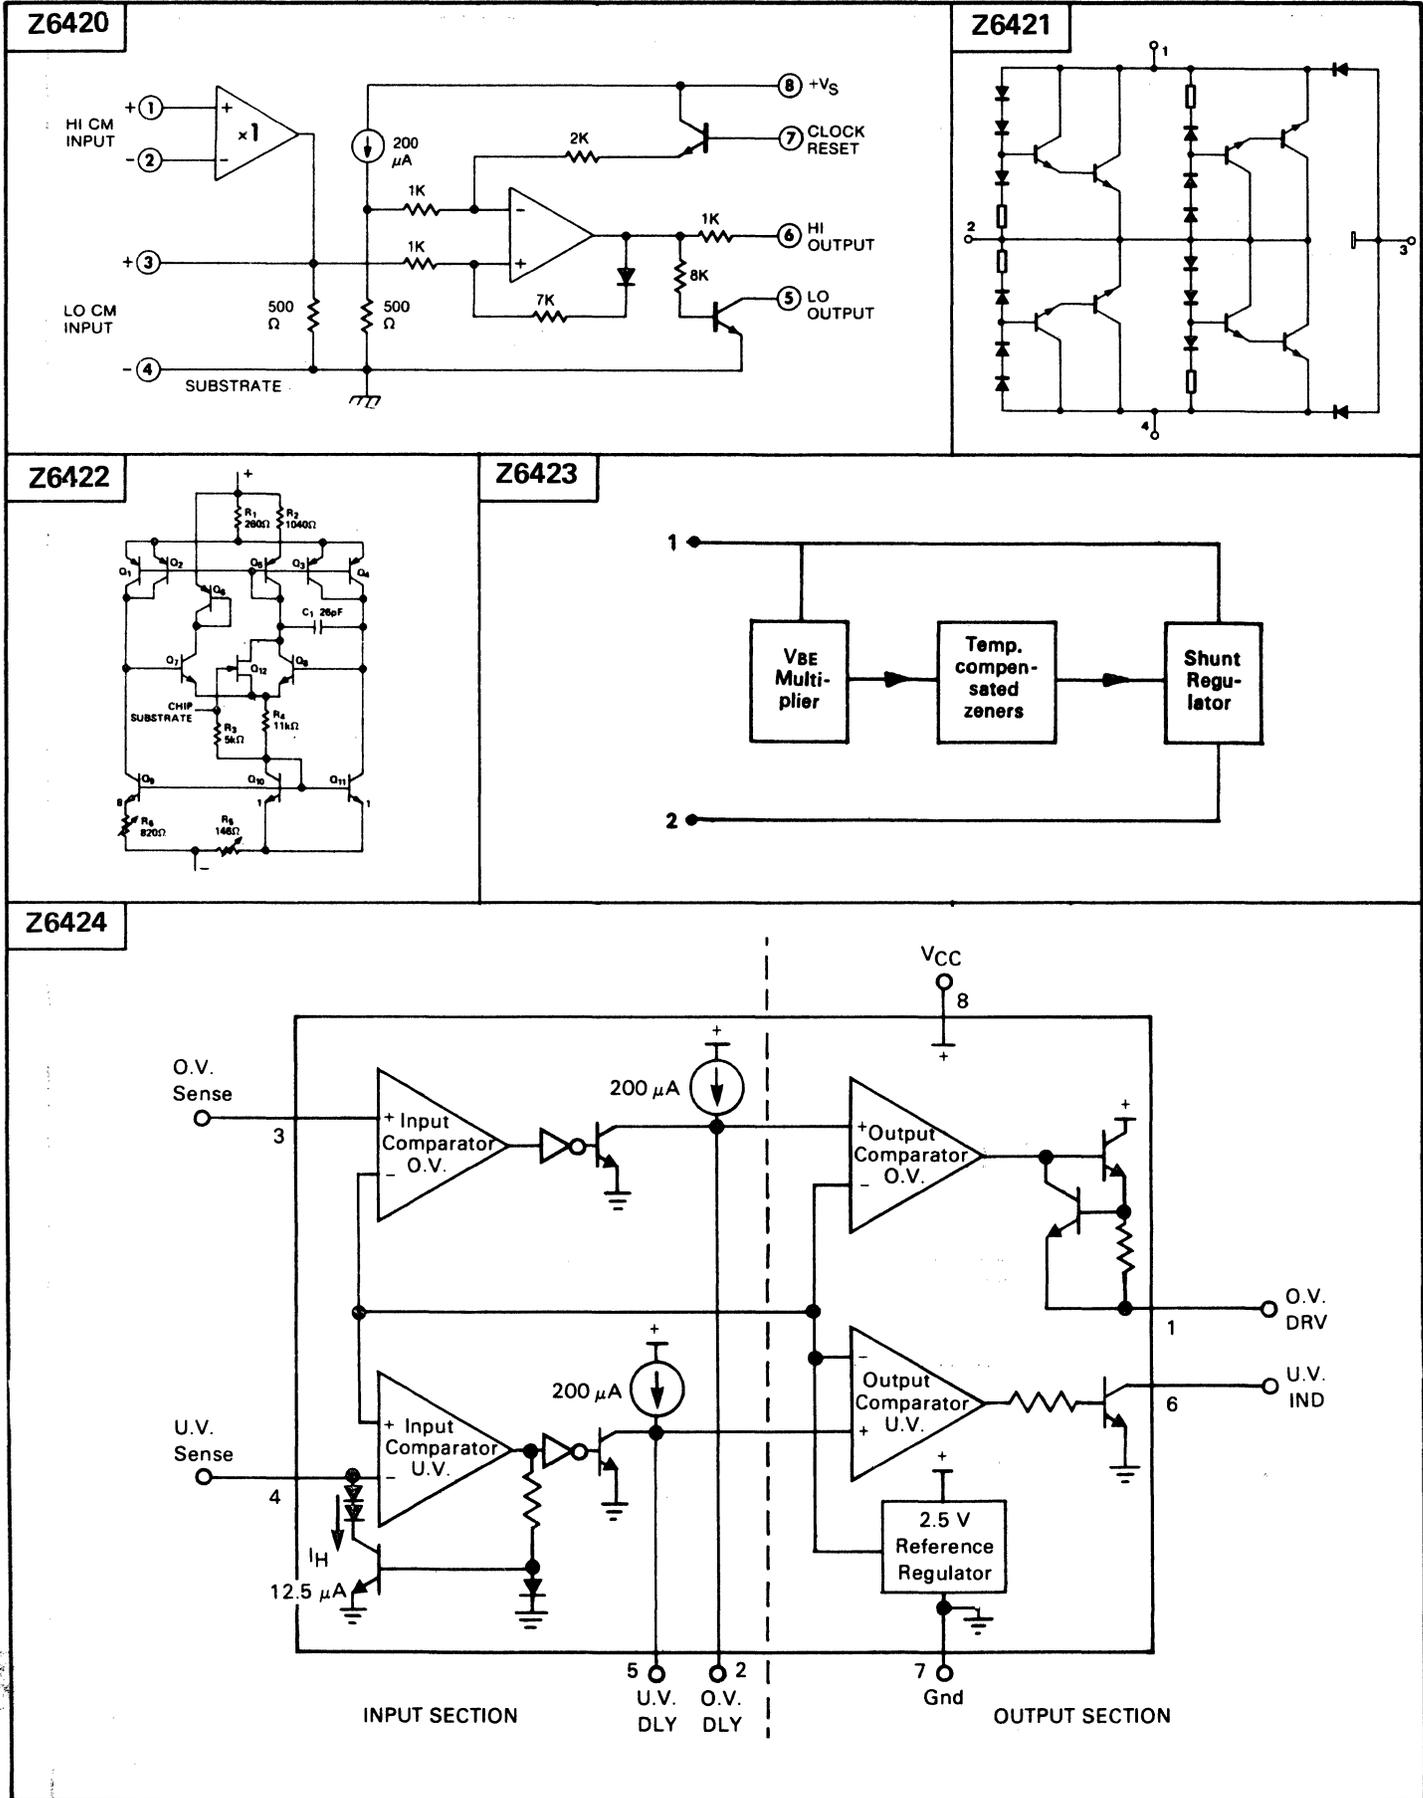 Z6420
+ 1
HI CM
INPUT
- 2
+
×1
-
+ 3
LO CM
INPUT
- 4
SUBSTRATE
500
Ω
500
Ω
200
μA
1K
1K
2K
7K
-
+
8K
1K
8 +VS
7 CLOCK
RESET
6 HI
OUTPUT
5 LO
OUTPUT
Z6421
1
2
3
4
Z6422
+
R1
260Ω
R2
1040Ω
Q1
Q2
Q5
Q3
Q4
Q6
C1 26pF
Q7
Q12
Q8
CHIP
SUBSTRATE
R3
5kΩ
R4
11kΩ
Q9
Q10
Q11
8
1
1
R6
820Ω
R5
146Ω
-
Z6423
1
2
VBE
Multi-
plier
Temp.
compen-
sated
zeners
Shunt
Regu-
lator
Z6424
VCC
8
+
O.V.
Sense
3
+ Input
Comparator
O.V.
-
+
200 μA
+ Output
Comparator
O.V.
-
+
O.V.
DRV
1
U.V.
Sense
4
+ Input
Comparator
U.V.
-
IH
12.5 μA
+
200 μA
-
Output
Comparator
U.V.
+
U.V.
IND
6
+
2.5 V
Reference
Regulator
5
U.V.
DLY
2
O.V.
DLY
7
Gnd
INPUT SECTION
OUTPUT SECTION